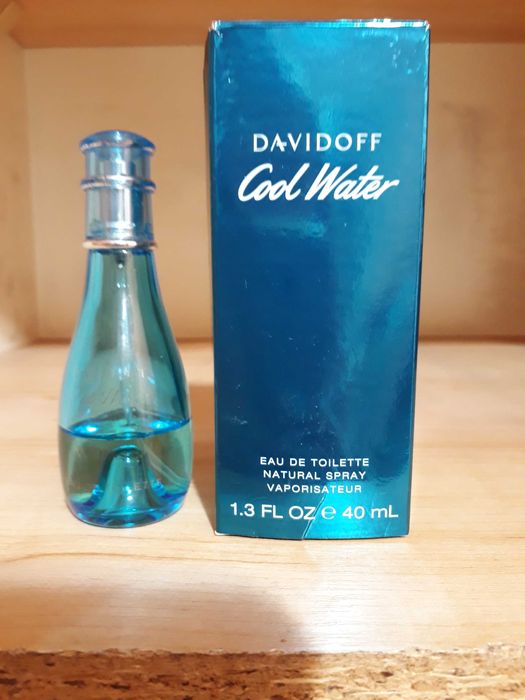 DAVIDOFF
Cool Water
EAU DE TOILETTE
NATURAL SPRAY
VAPORISATEUR
1.3 FL OZ ℮ 40 mL